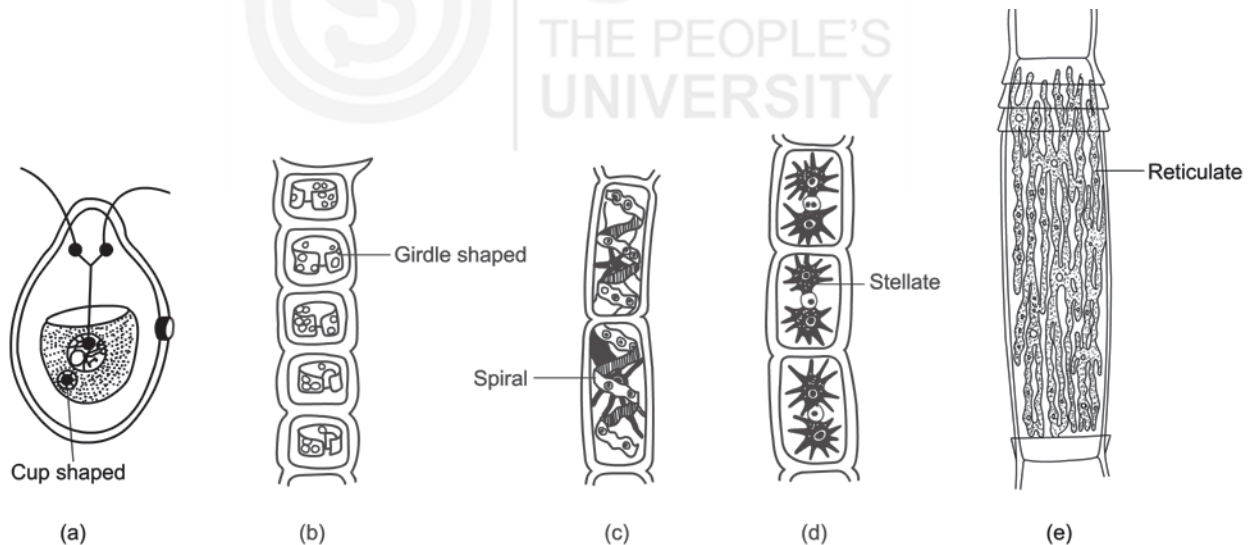 THE PEOPLE'S
UNIVERSITY
Reticulate
Girdle shaped
Stellate
Spiral
Cup shaped
(a) (b) (c) (d) (e)